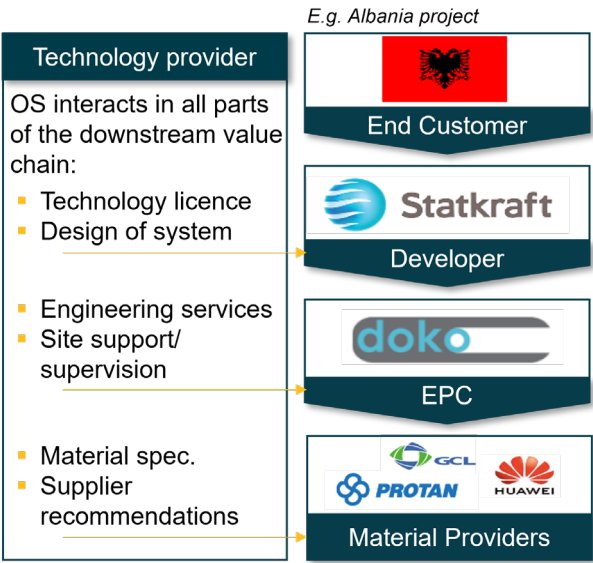 E.g. Albania project
Technology provider
OS interacts in all parts
of the downstream value
chain:
Technology licence
Design of system
Engineering services
Site support/
supervision
Material spec.
Supplier
recommendations
End Customer
Statkraft
Developer
doko
EPC
GCL
PROTAN
HUAWEI
Material Providers